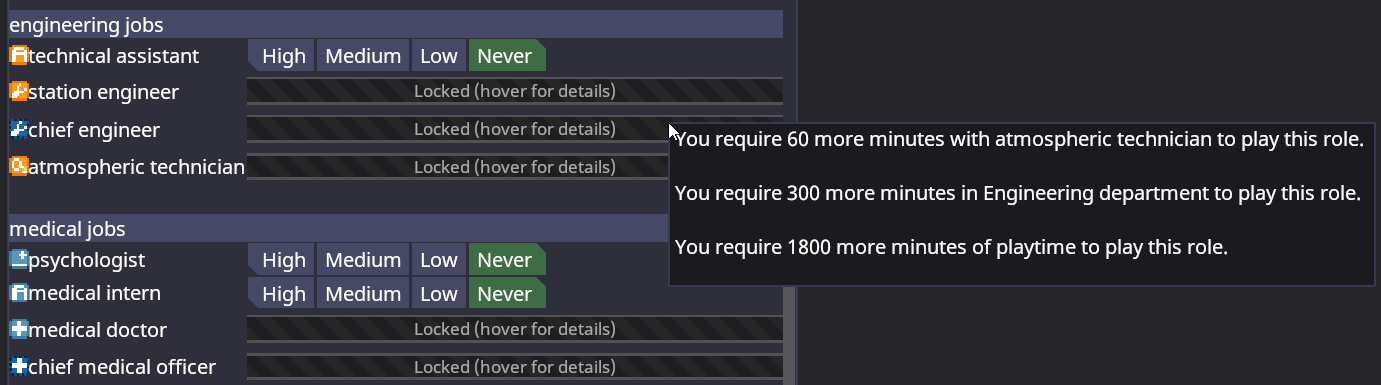 engineering jobs
technical assistant High Medium Low Never
station engineer Locked (hover for details)
chief engineer Locked (hover for details)
You require 60 more minutes with atmospheric technician to play this role.
atmospheric technician Locked (hover for details)
You require 300 more minutes in Engineering department to play this role.
medical jobs
You require 1800 more minutes of playtime to play this role.
psychologist High Medium Low Never
medical intern High Medium Low Never
medical doctor Locked (hover for details)
chief medical officer Locked (hover for details)